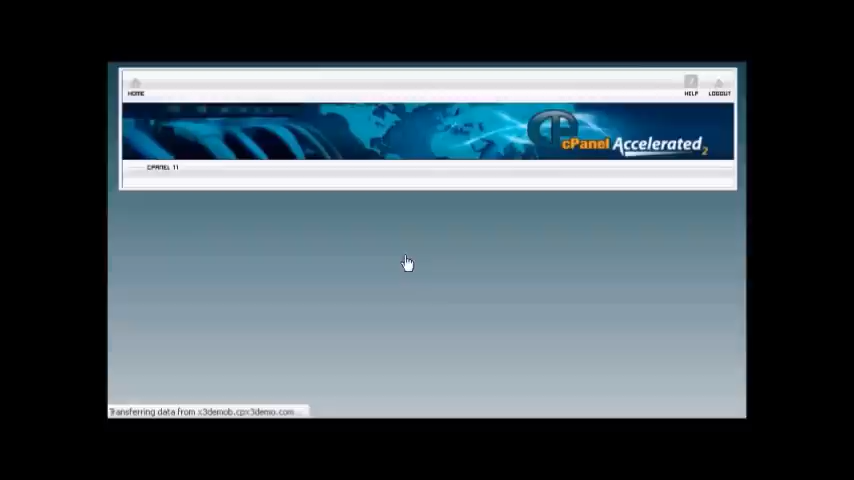 HOME
HELP LOGOUT
cPanel Accelerated 2
CPANEL 11
Transferring data from x3demob.cpx3demo.com...